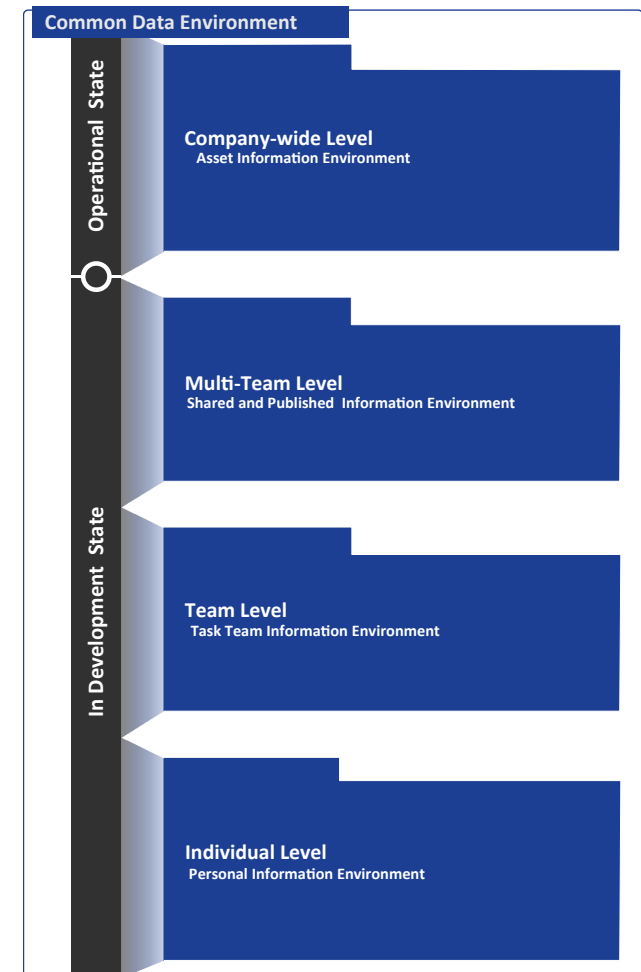 Common Data Environment
Operational State
Company-wide Level
Asset Information Environment
In Development State
Multi-Team Level
Shared and Published Information Environment
Team Level
Task Team Information Environment
Individual Level
Personal Information Environment